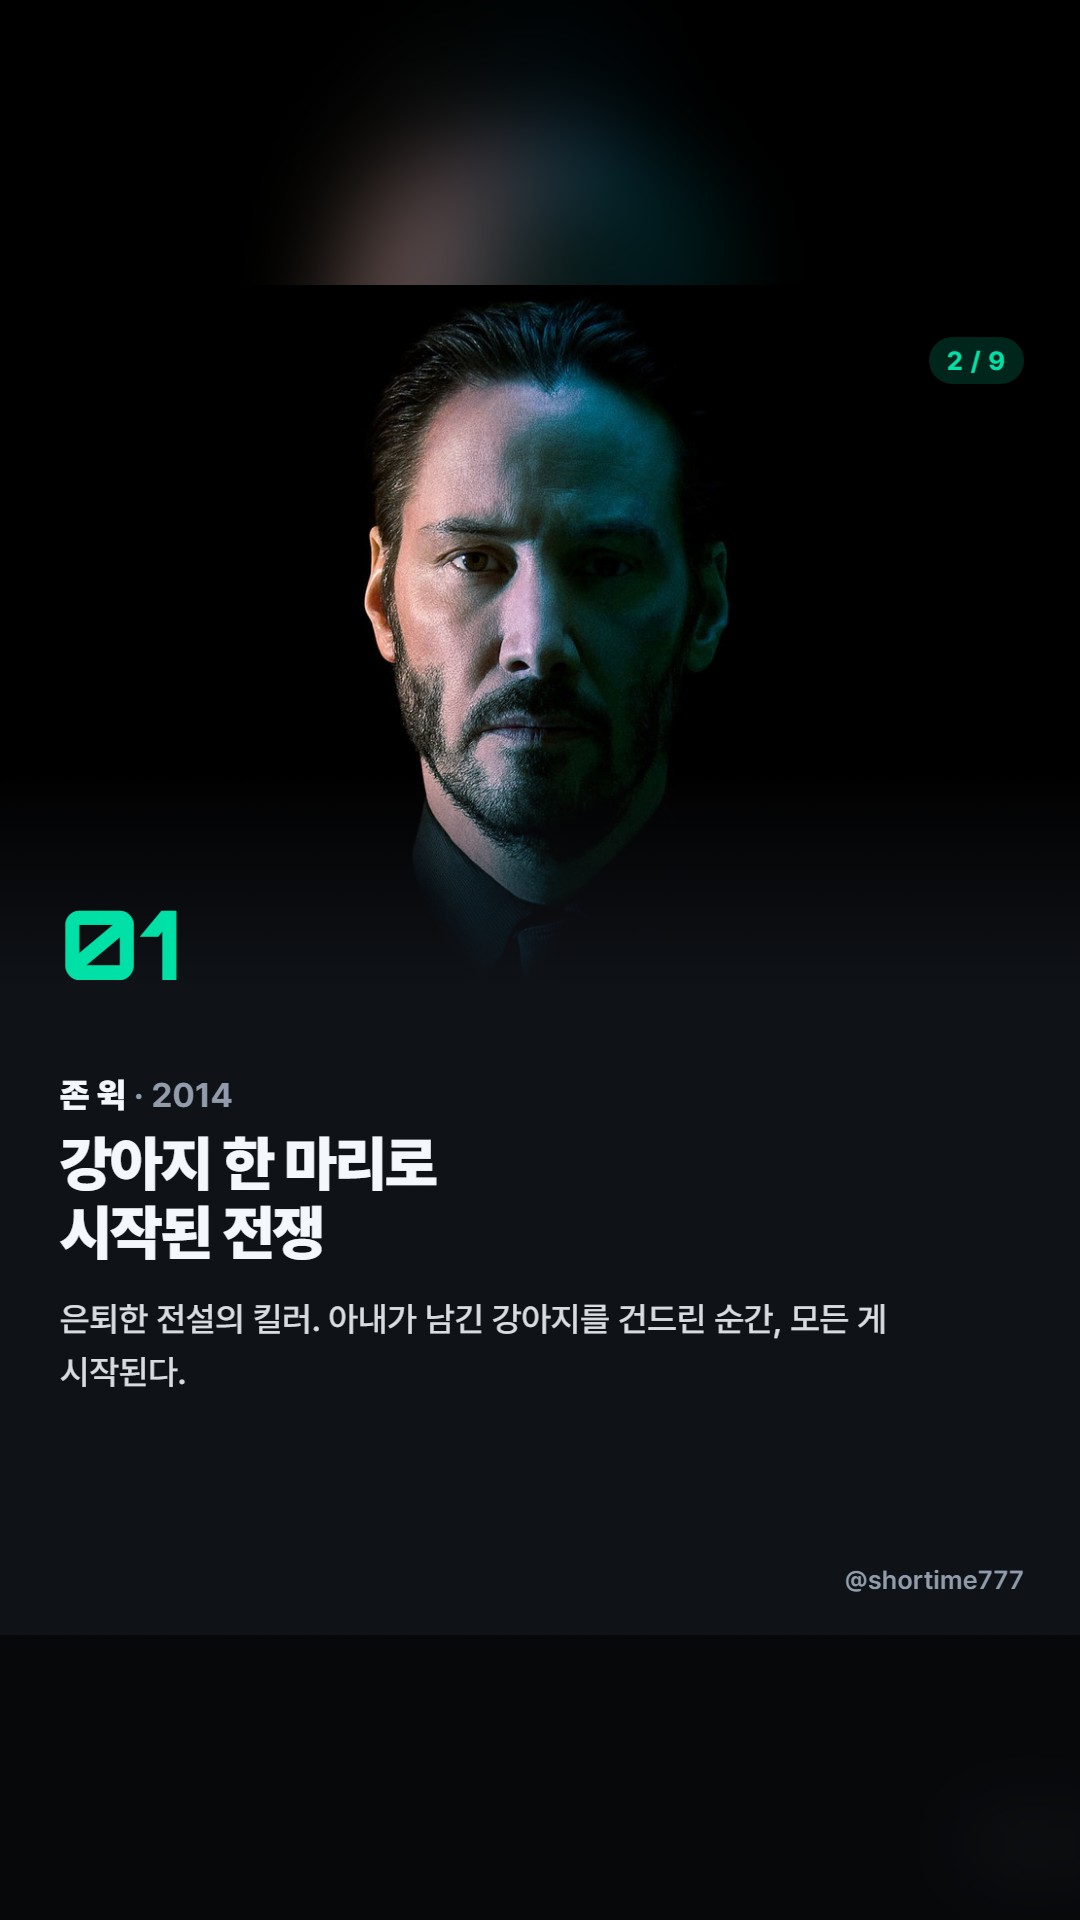 2 / 9
01
존 윅 · 2014
강아지 한 마리로
시작된 전쟁
은퇴한 전설의 킬러. 아내가 남긴 강아지를 건드린 순간, 모든 게
시작된다.
@shortime777